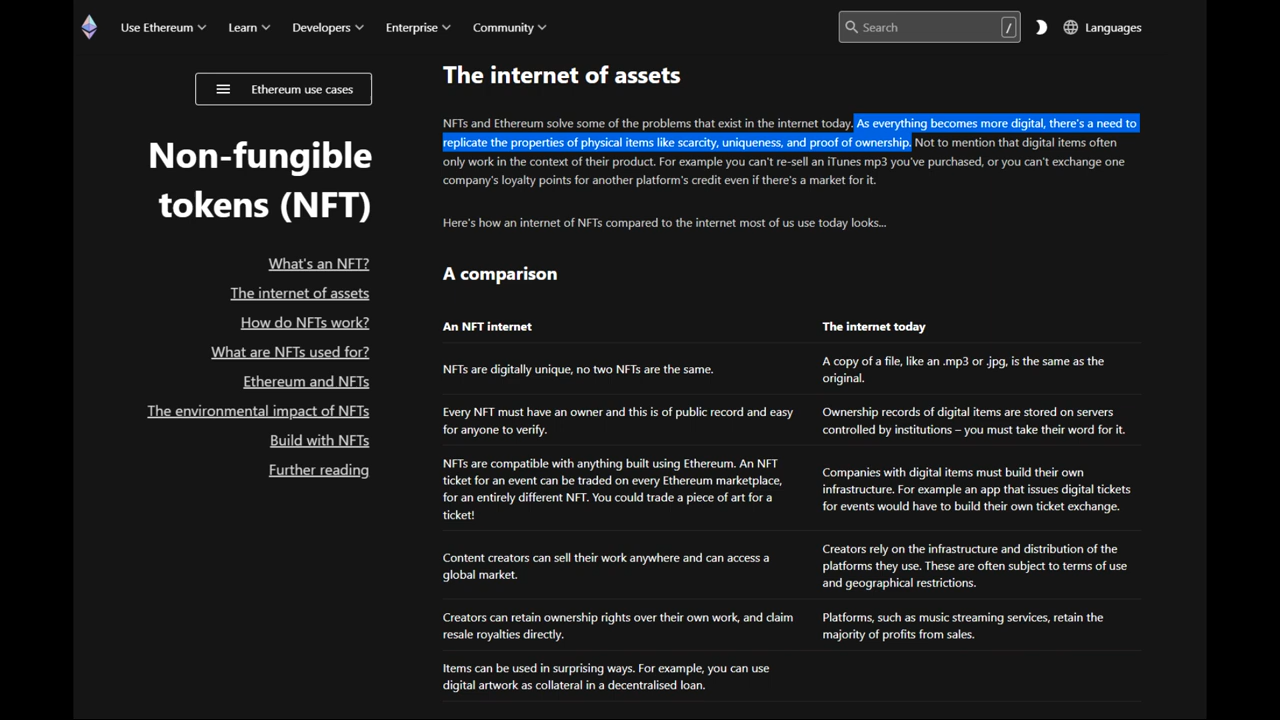 Use Ethereum Learn Developers Enterprise Community Search / Languages
Ethereum use cases
Non-fungible
tokens (NFT)
What's an NFT?
The internet of assets
How do NFTs work?
What are NFTs used for?
Ethereum and NFTs
The environmental impact of NFTs
Build with NFTs
Further reading
The internet of assets
NFTs and Ethereum solve some of the problems that exist in the internet today. As everything becomes more digital, there's a need to
replicate the properties of physical items like scarcity, uniqueness, and proof of ownership. Not to mention that digital items often
only work in the context of their product. For example you can't re-sell an iTunes mp3 you've purchased, or you can't exchange one
company's loyalty points for another platform's credit even if there's a market for it.
Here's how an internet of NFTs compared to the internet most of us use today looks...
A comparison
An NFT internet
The internet today
NFTs are digitally unique, no two NFTs are the same.
A copy of a file, like an .mp3 or .jpg, is the same as the
original.
Every NFT must have an owner and this is of public record and easy
for anyone to verify.
Ownership records of digital items are stored on servers
controlled by institutions – you must take their word for it.
NFTs are compatible with anything built using Ethereum. An NFT
ticket for an event can be traded on every Ethereum marketplace,
for an entirely different NFT. You could trade a piece of art for a
ticket!
Companies with digital items must build their own
infrastructure. For example an app that issues digital tickets
for events would have to build their own ticket exchange.
Content creators can sell their work anywhere and can access a
global market.
Creators rely on the infrastructure and distribution of the
platforms they use. These are often subject to terms of use
and geographical restrictions.
Creators can retain ownership rights over their own work, and claim
resale royalties directly.
Platforms, such as music streaming services, retain the
majority of profits from sales.
Items can be used in surprising ways. For example, you can use
digital artwork as collateral in a decentralised loan.